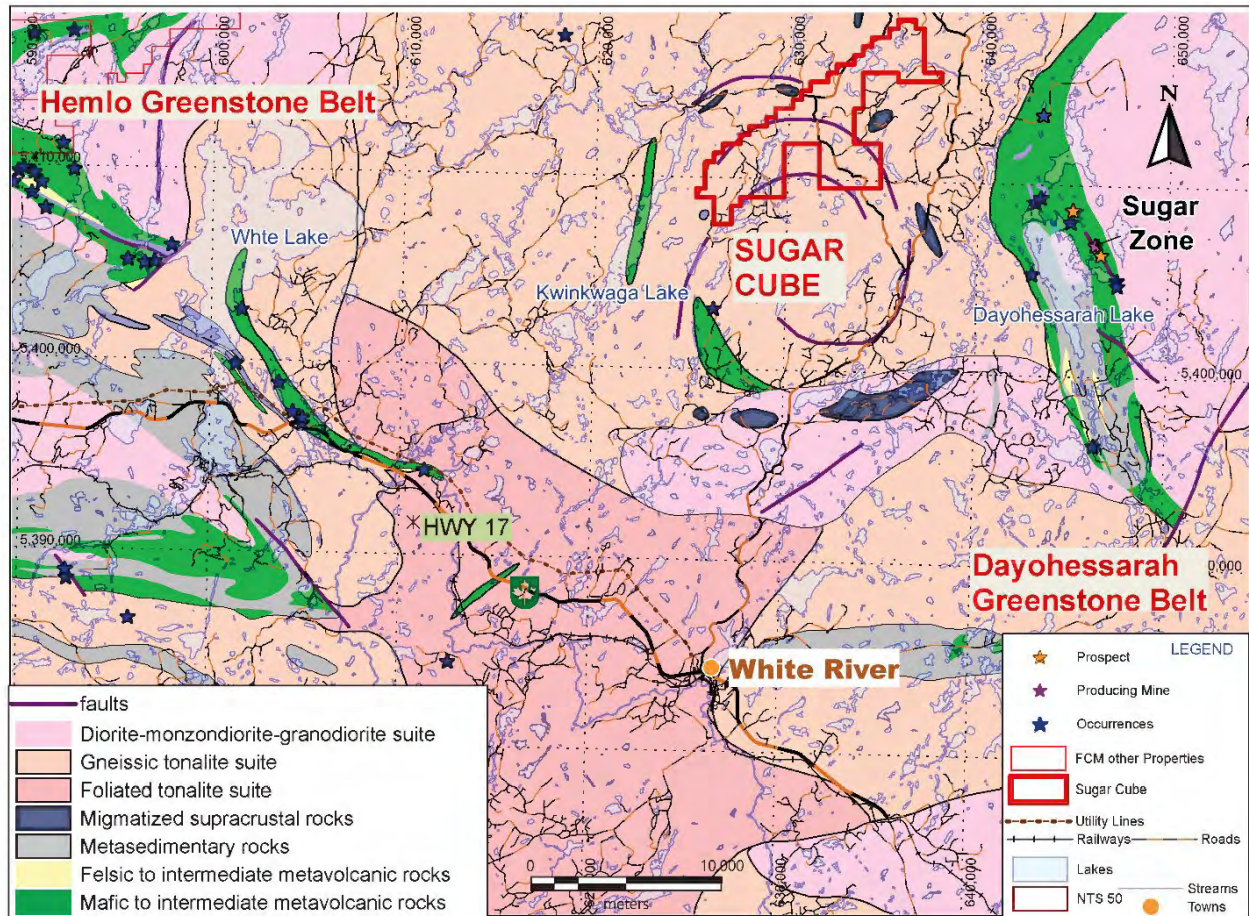 590,000
600,000
610,000
620,000
630,000
640,000
650,000
Hemlo Greenstone Belt
N
5,410,000
Sugar
Zone
Whte Lake
SUGAR
CUBE
Kwinkwaga Lake
Dayohessarah Lake
5,400,000
5,400,000
HWY 17
5,390,000
Dayohessarah
Greenstone Belt
White River
LEGEND
Prospect
Producing Mine
Occurrences
FCM other Properties
Sugar Cube
Utility Lines
Railways
Roads
Lakes
Streams
NTS 50
Towns
faults
Diorite-monzondiorite-granodiorite suite
Gneissic tonalite suite
Foliated tonalite suite
Migmatized supracrustal rocks
Metasedimentary rocks
Felsic to intermediate metavolcanic rocks
Mafic to intermediate metavolcanic rocks
0
10,000
meters
640,000